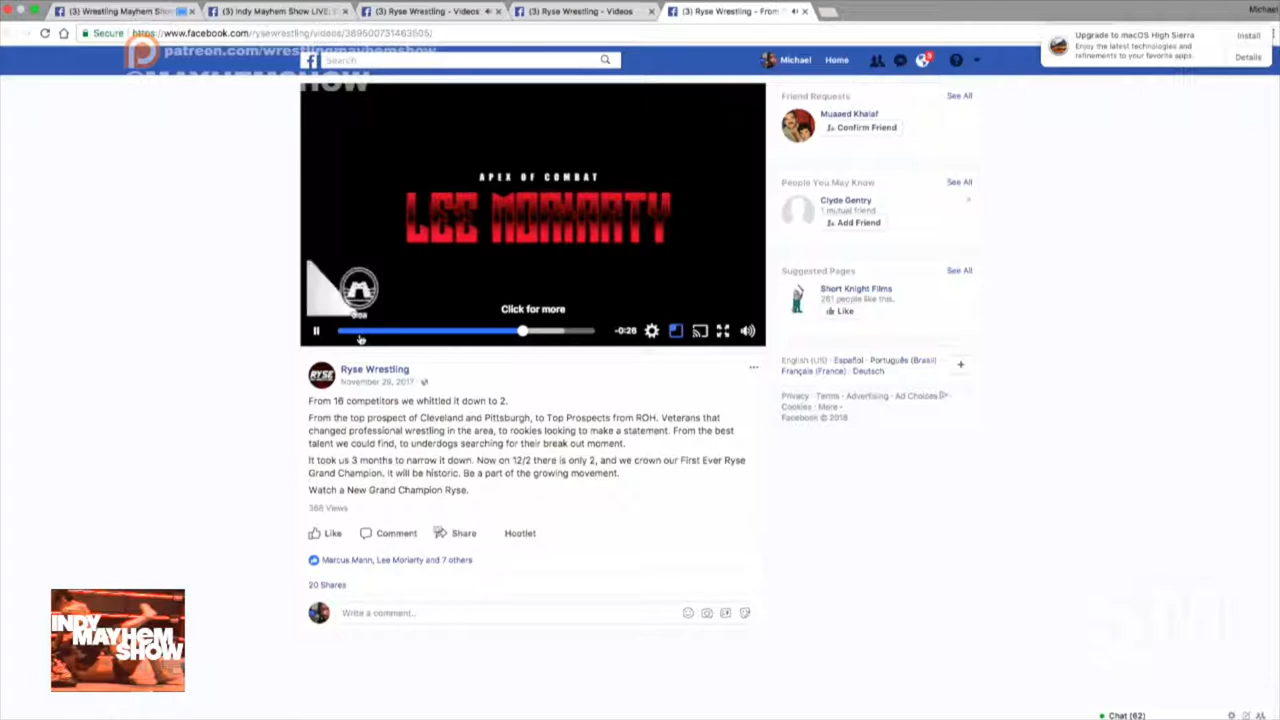 (3) Wrestling Mayhem Sho
(3) Indy Mayhem Show LIVE:
(3) Ryse Wrestling - Videos
(3) Ryse Wrestling - Videos
(3) Ryse Wrestling - From
Michael
Secure
https://www.facebook.com/rysewrestling/videos/369500731463505/
patreon.com/wrestlingmayhemshow
@MAYHEMSHOW
Search
Michael
Home
Upgrade to macOS High Sierra
Enjoy the latest technologies and
refinements to your favorite apps.
Install
Details
APEX OF COMBAT
LEE MORIARTY
Click for more
-0:26
Friend Requests
See All
Muaaed Khalaf
Confirm Friend
People You May Know
See All
Clyde Gentry
1 mutual friend
Add Friend
Suggested Pages
See All
Short Knight Films
261 people like this.
Like
English (US) · Español · Português (Brasil)
Français (France) · Deutsch
Privacy · Terms · Advertising · Ad Choices
Cookies · More
Facebook © 2018
RYSE
Ryse Wrestling
November 29, 2017
From 16 competitors we whittled it down to 2.
From the top prospect of Cleveland and Pittsburgh, to Top Prospects from ROH. Veterans that
changed professional wrestling in the area, to rookies looking to make a statement. From the best
talent we could find, to underdogs searching for their break out moment.
It took us 3 months to narrow it down. Now on 12/2 there is only 2, and we crown our First Ever Ryse
Grand Champion. It will be historic. Be a part of the growing movement.
Watch a New Grand Champion Ryse.
368 Views
Like
Comment
Share
Hootlet
Marcus Mann, Lee Moriarty and 7 others
20 Shares
Write a comment...
INDY
MAYHEM
SHOW
Chat (62)